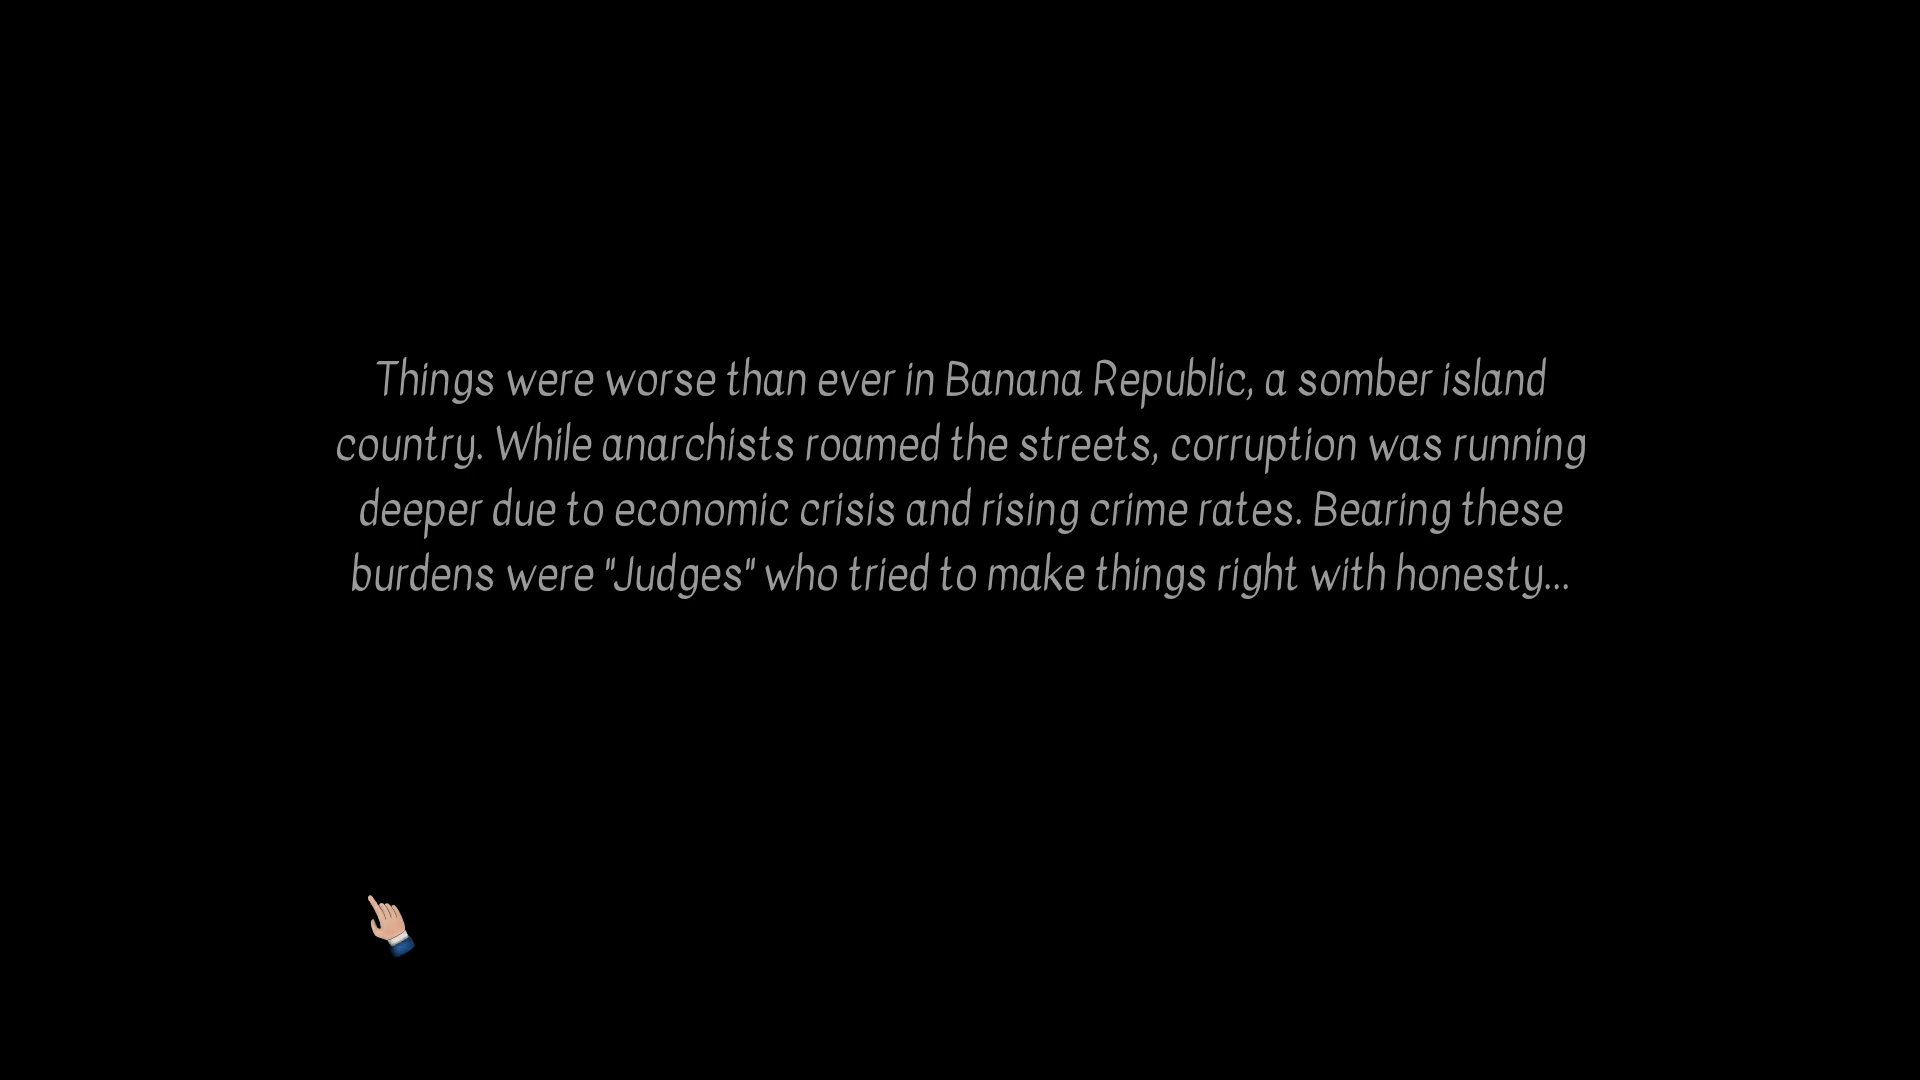 Things were worse than ever in Banana Republic, a somber island
country. While anarchists roamed the streets, corruption was running
deeper due to economic crisis and rising crime rates. Bearing these
burdens were "Judges" who tried to make things right with honesty...